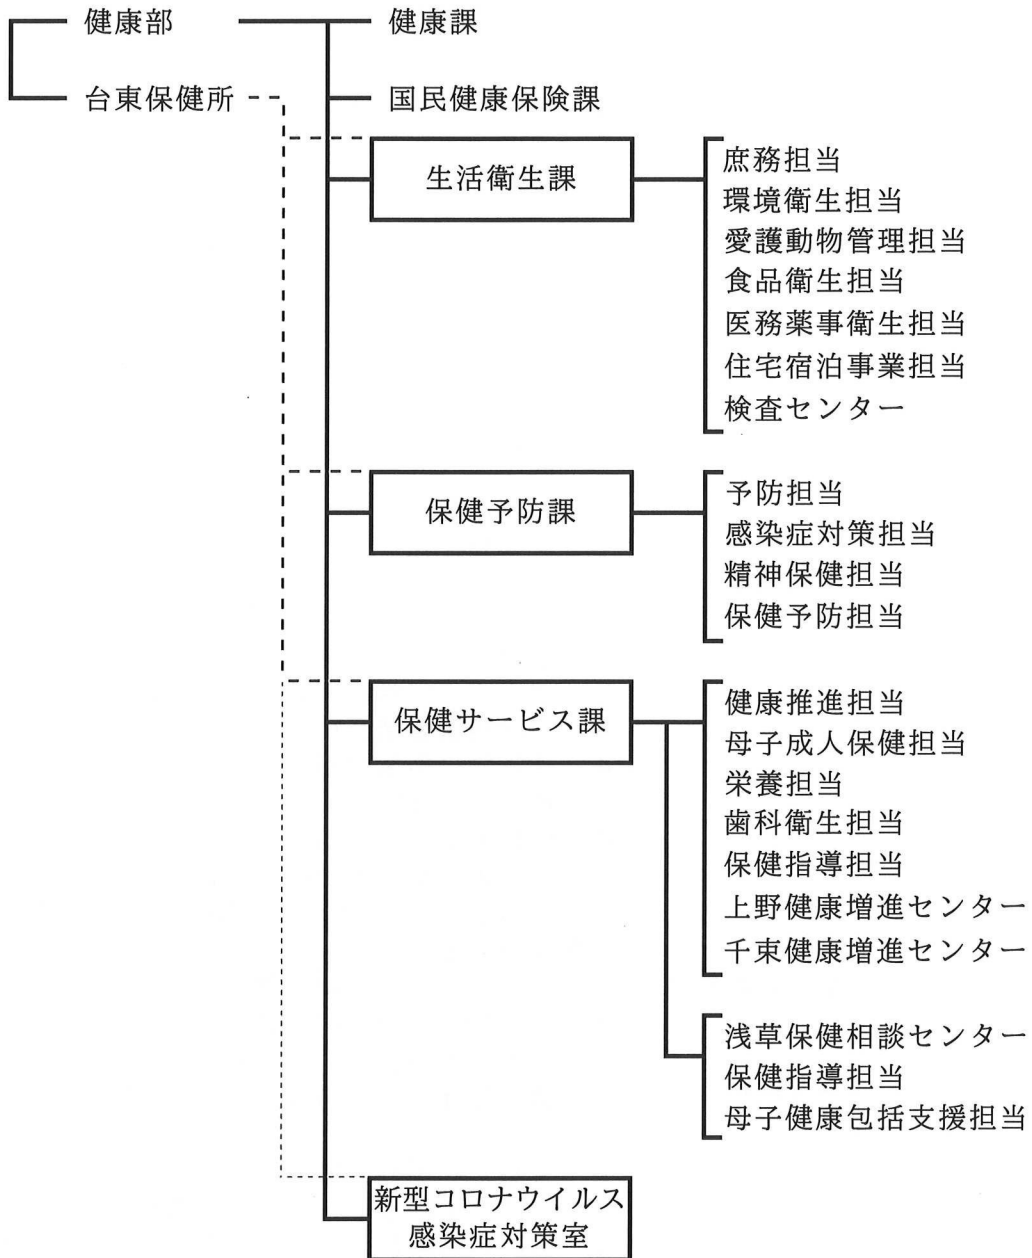 健康部
健康課
台東保健所
国民健康保険課
生活衛生課
庶務担当
環境衛生担当
愛護動物管理担当
食品衛生担当
医務薬事衛生担当
住宅宿泊事業担当
検査センター
保健予防課
予防担当
感染症対策担当
精神保健担当
保健予防担当
保健サービス課
健康推進担当
母子成人保健担当
栄養担当
歯科衛生担当
保健指導担当
上野健康増進センター
千束健康増進センター
浅草保健相談センター
保健指導担当
母子健康包括支援担当
新型コロナウイルス
感染症対策室